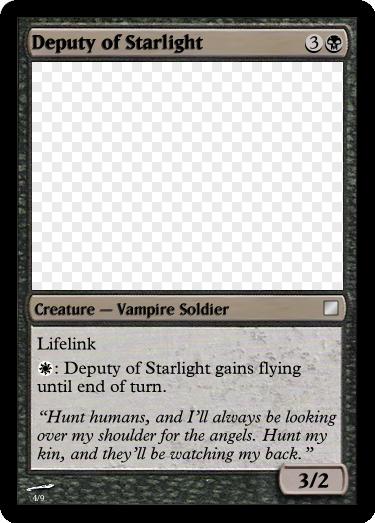 Deputy of Starlight 3
Creature — Vampire Soldier
Lifelink
: Deputy of Starlight gains flying
until end of turn.
“Hunt humans, and I’ll always be looking
over my shoulder for the angels. Hunt my
kin, and they’ll be watching my back.”
3/2
4/9